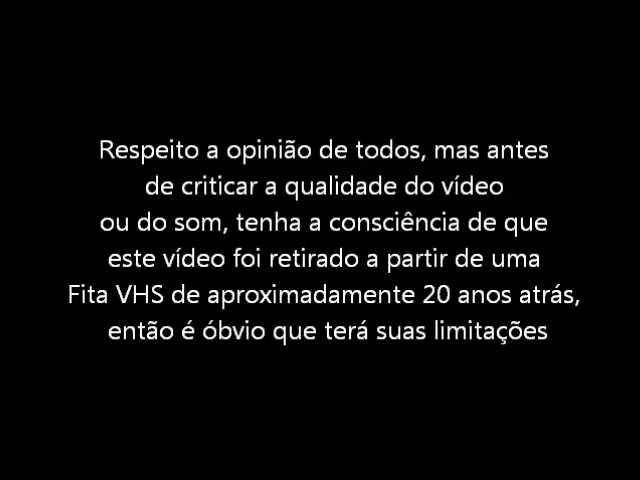 Respeito a opinião de todos, mas antes
de criticar a qualidade do vídeo
ou do som, tenha a consciência de que
este vídeo foi retirado a partir de uma
Fita VHS de aproximadamente 20 anos atrás,
então é óbvio que terá suas limitações